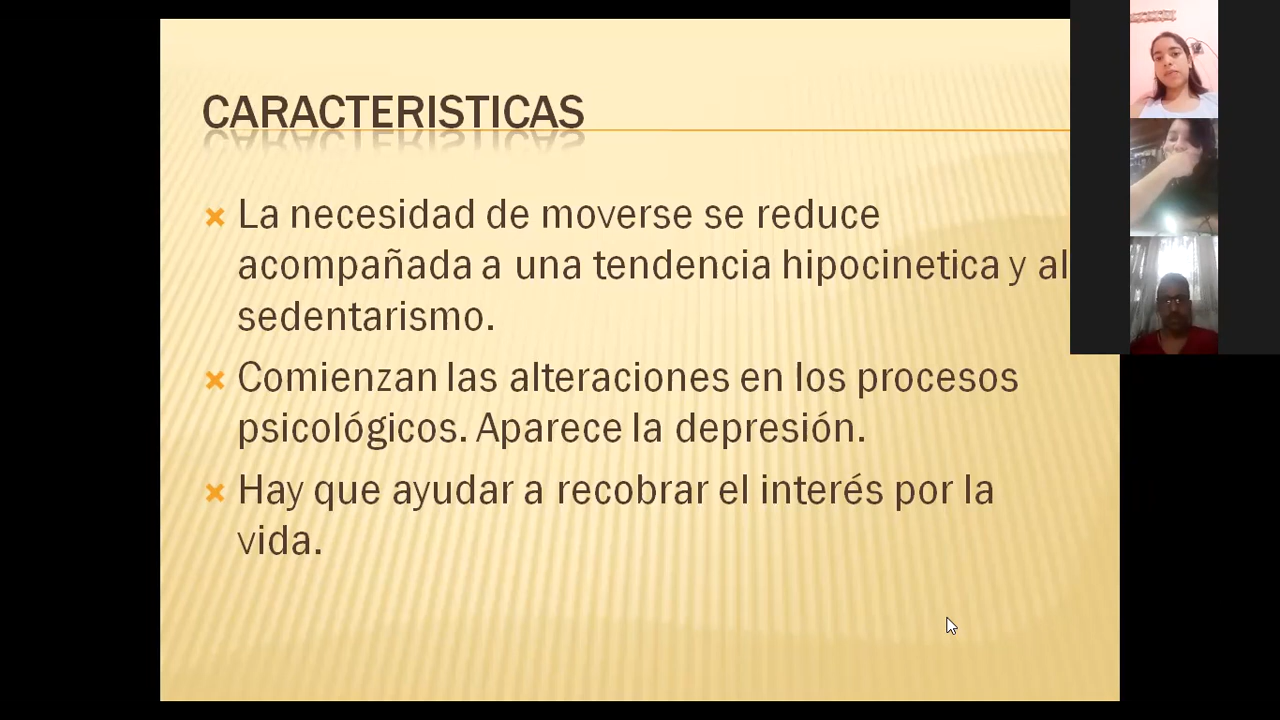 CARACTERISTICAS
La necesidad de moverse se reduce
acompañada a una tendencia hipocinetica y al
sedentarismo.
Comienzan las alteraciones en los procesos
psicológicos. Aparece la depresión.
Hay que ayudar a recobrar el interés por la
vida.